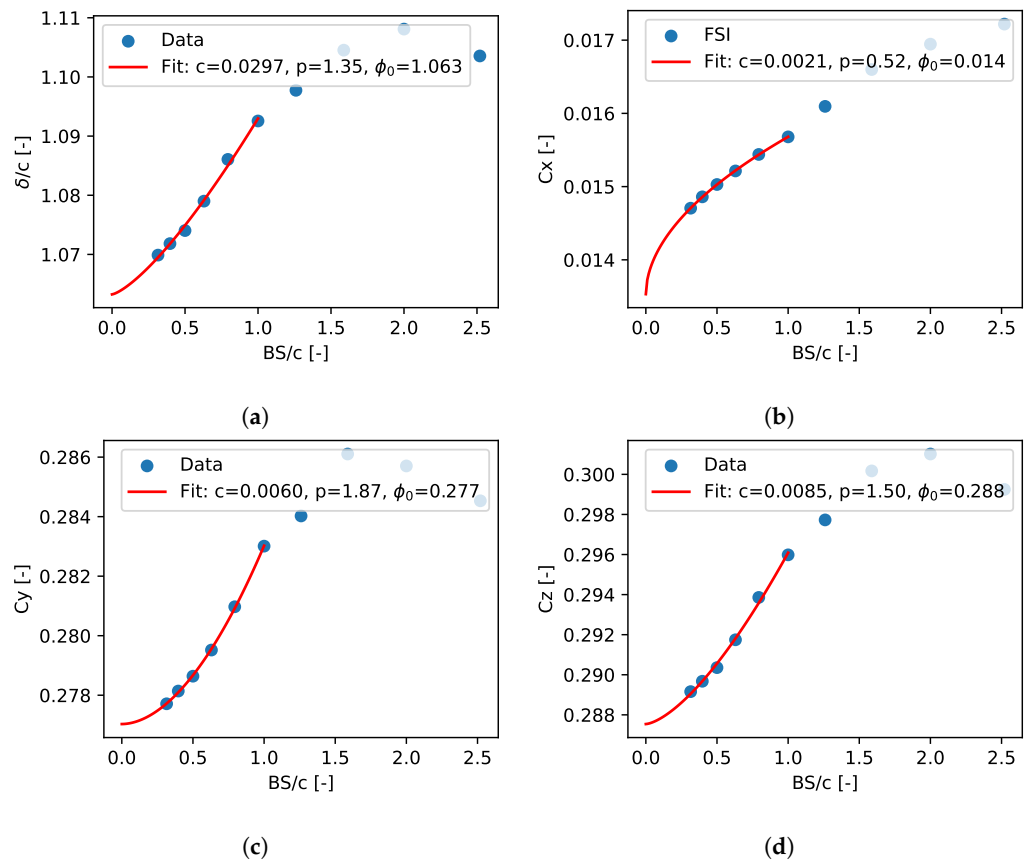 1.11
1.10
1.09
1.08
1.07
δ/c [-]
Data
Fit: c=0.0297, p=1.35, ϕ₀=1.063
0.0 0.5 1.0 1.5 2.0 2.5
BS/c [-]
(a)
0.017
0.016
0.015
0.014
Cx [-]
FSI
Fit: c=0.0021, p=0.52, ϕ₀=0.014
0.0 0.5 1.0 1.5 2.0 2.5
BS/c [-]
(b)
0.286
0.284
0.282
0.280
0.278
Cy [-]
Data
Fit: c=0.0060, p=1.87, ϕ₀=0.277
0.0 0.5 1.0 1.5 2.0 2.5
BS/c [-]
(c)
0.300
0.298
0.296
0.294
0.292
0.290
0.288
Cz [-]
Data
Fit: c=0.0085, p=1.50, ϕ₀=0.288
0.0 0.5 1.0 1.5 2.0 2.5
BS/c [-]
(d)